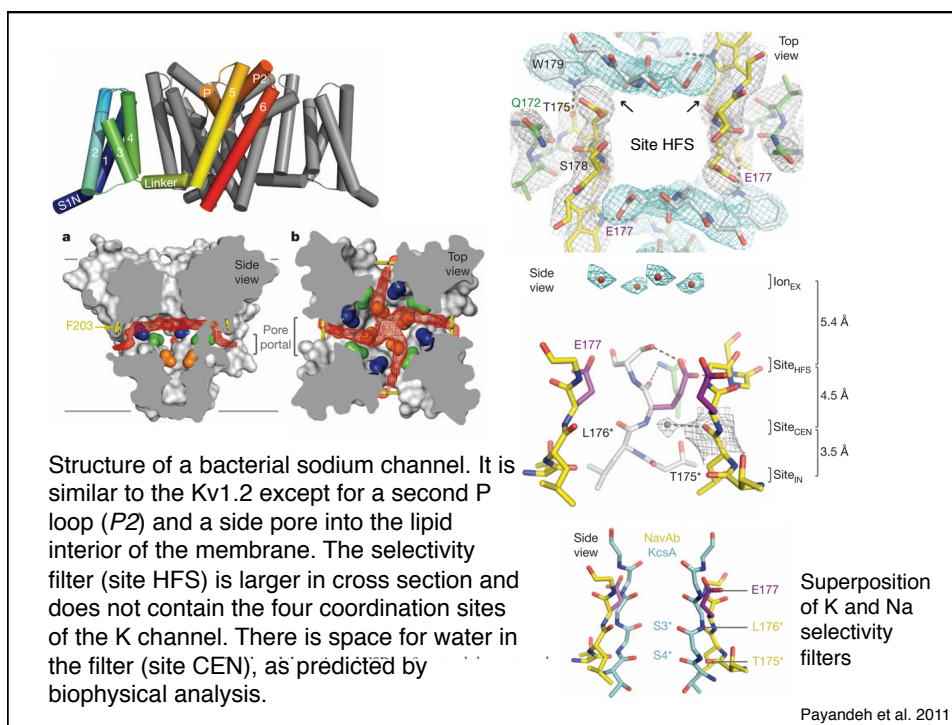 P2
P
5
6
2
1
4
3
Linker
S1N
a
Side
view
F203
Pore
portal
b
Top
view
Top
view
W179
Q172
T175
Site HFS
S178
E177
E177
Side
view
IonEX
5.4 Å
E177
SiteHFS
4.5 Å
L176*
SiteCEN
3.5 Å
T175*
SiteIN
Structure of a bacterial sodium channel. It is
similar to the Kv1.2 except for a second P
loop (P2) and a side pore into the lipid
interior of the membrane. The selectivity
filter (site HFS) is larger in cross section and
does not contain the four coordination sites
of the K channel. There is space for water in
the filter (site CEN), as predicted by
biophysical analysis.
Side
view
NavAb
KcsA
E177
S3*
L176*
S4*
T175*
Superposition
of K and Na
selectivity
filters
Payandeh et al. 2011